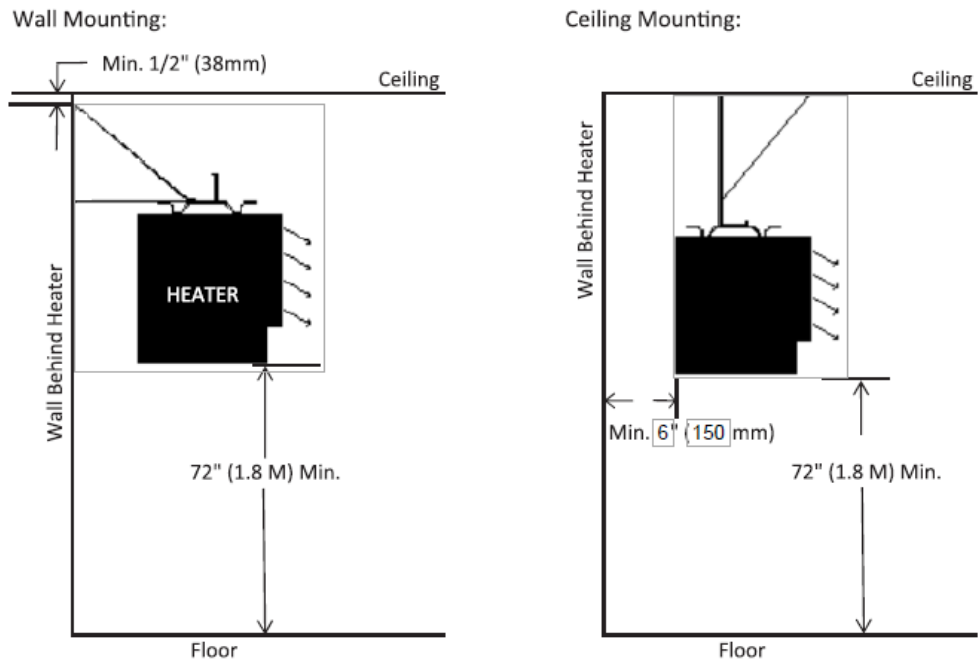 Wall Mounting:
Ceiling Mounting:
Min. 1/2" (38mm)
Ceiling
Ceiling
Wall Behind Heater
Wall Behind Heater
HEATER
Min. 6" (150 mm)
72" (1.8 M) Min.
72" (1.8 M) Min.
Floor
Floor